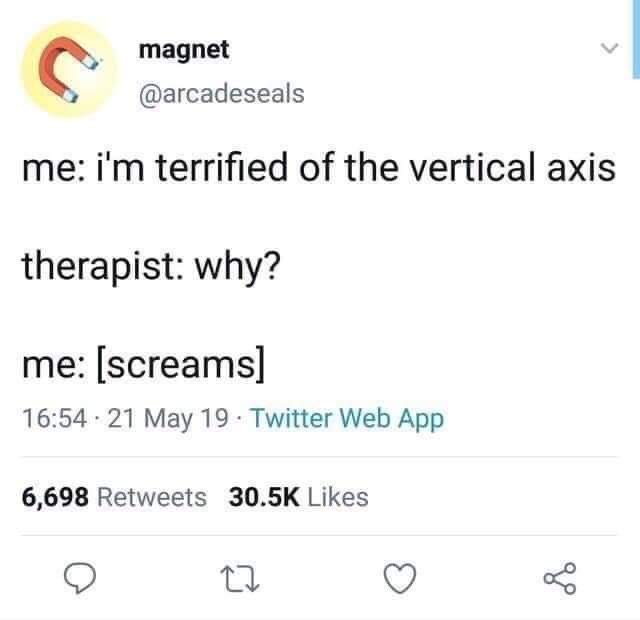 magnet
@arcadeseals
me: i'm terrified of the vertical axis
therapist: why?
me: [screams]
16:54 · 21 May 19 · Twitter Web App
6,698 Retweets 30.5K Likes